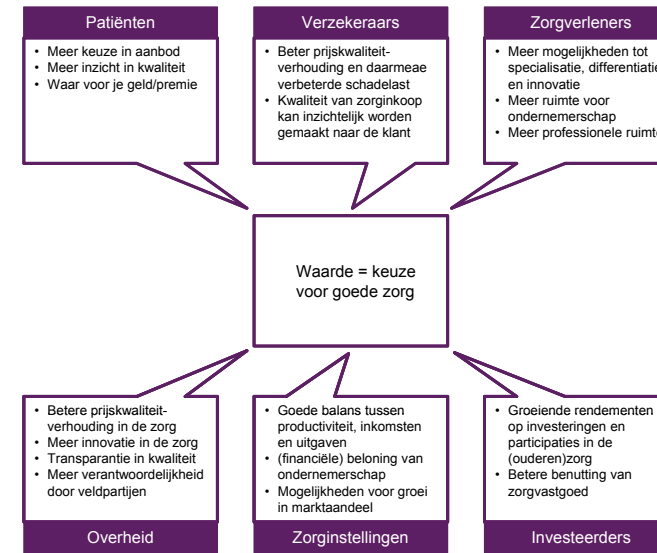 Patiënten
• Meer keuze in aanbod
• Meer inzicht in kwaliteit
• Waar voor je geld/premie
Verzekeraars
• Beter prijskwaliteit-
verhouding en daarmeae
verbeterde schadelast
• Kwaliteit van zorginkoop
kan inzichtelijk worden
gemaakt naar de klant
Zorgverleners
• Meer mogelijkheden tot
specialisatie, differentiatie
en innovatie
• Meer ruimte voor
ondernemerschap
• Meer professionele ruimte
Waarde = keuze
voor goede zorg
• Betere prijskwaliteit-
verhouding in de zorg
• Meer innovatie in de zorg
• Transparantie in kwaliteit
• Meer verantwoordelijkheid
door veldpartijen
Overheid
• Goede balans tussen
productiviteit, inkomsten
en uitgaven
• (financiële) beloning van
ondernemerschap
• Mogelijkheden voor groei
in marktaandeel
Zorginstellingen
• Groeiende rendementen
op investeringen en
participaties in de
(ouderen)zorg
• Betere benutting van
zorgvastgoed
Investeerders